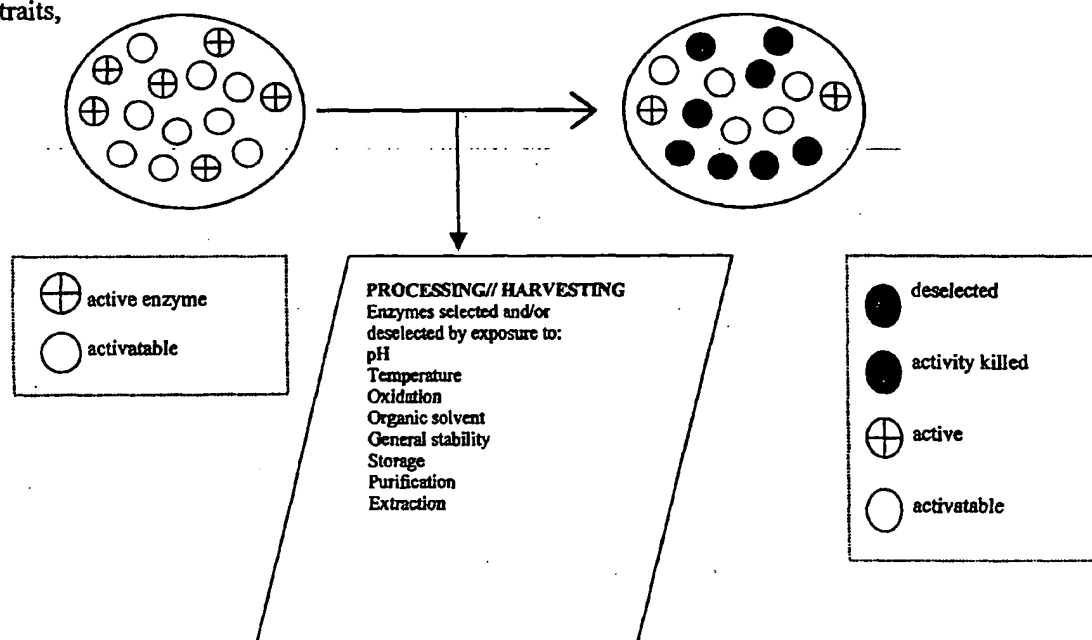 traits,
active enzyme
activatable
PROCESSING// HARVESTING
Enzymes selected and/or
deselected by exposure to:
pH
Temperature
Oxidation
Organic solvent
General stability
Storage
Purification
Extraction
deselected
activity killed
active
activatable